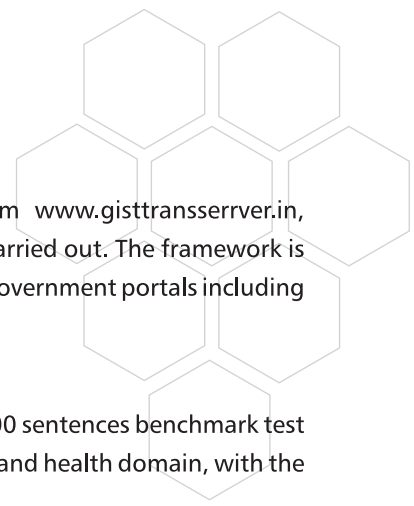 www.gisttransserrver.in,
arried out. The framework is
overnment portals including
00 sentences benchmark test
and health domain, with the